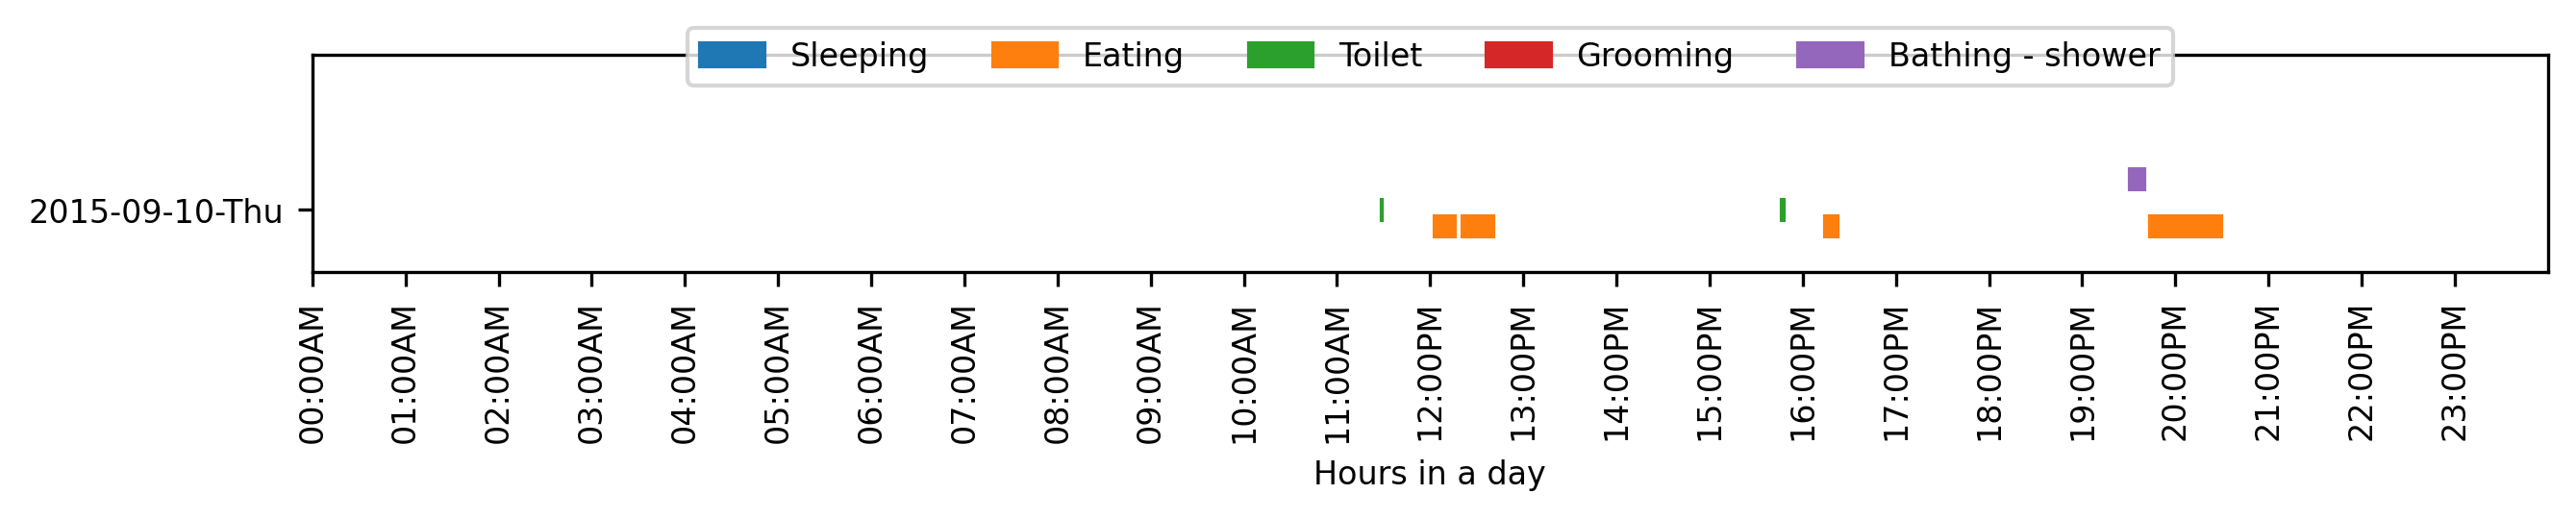 Sleeping Eating Toilet Grooming Bathing - shower
2015-09-10-Thu
00:00AM
01:00AM
02:00AM
03:00AM
04:00AM
05:00AM
06:00AM
07:00AM
08:00AM
09:00AM
10:00AM
11:00AM
12:00PM
13:00PM
14:00PM
15:00PM
16:00PM
17:00PM
18:00PM
19:00PM
20:00PM
21:00PM
22:00PM
23:00PM
Hours in a day